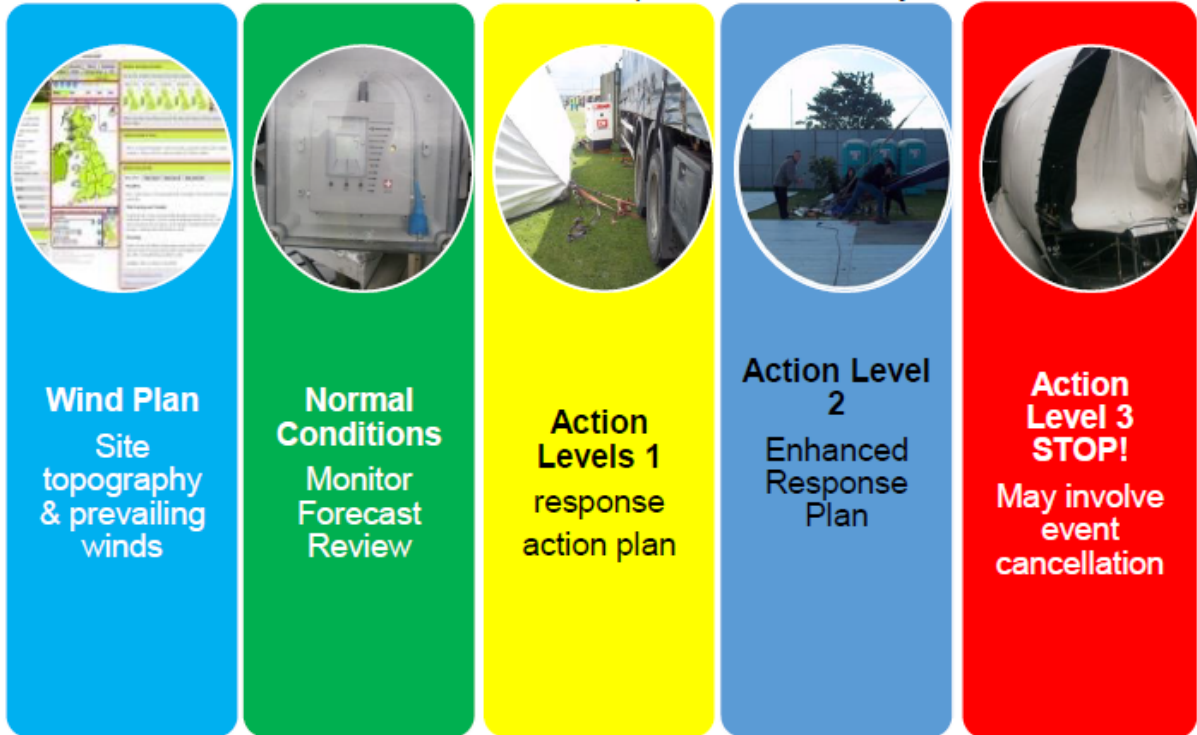 Wind Plan
Site
topography
& prevailing
winds
Normal
Conditions
Monitor
Forecast
Review
Action
Levels 1
response
action plan
Action Level
2
Enhanced
Response
Plan
Action
Level 3
STOP!
May involve
event
cancellation